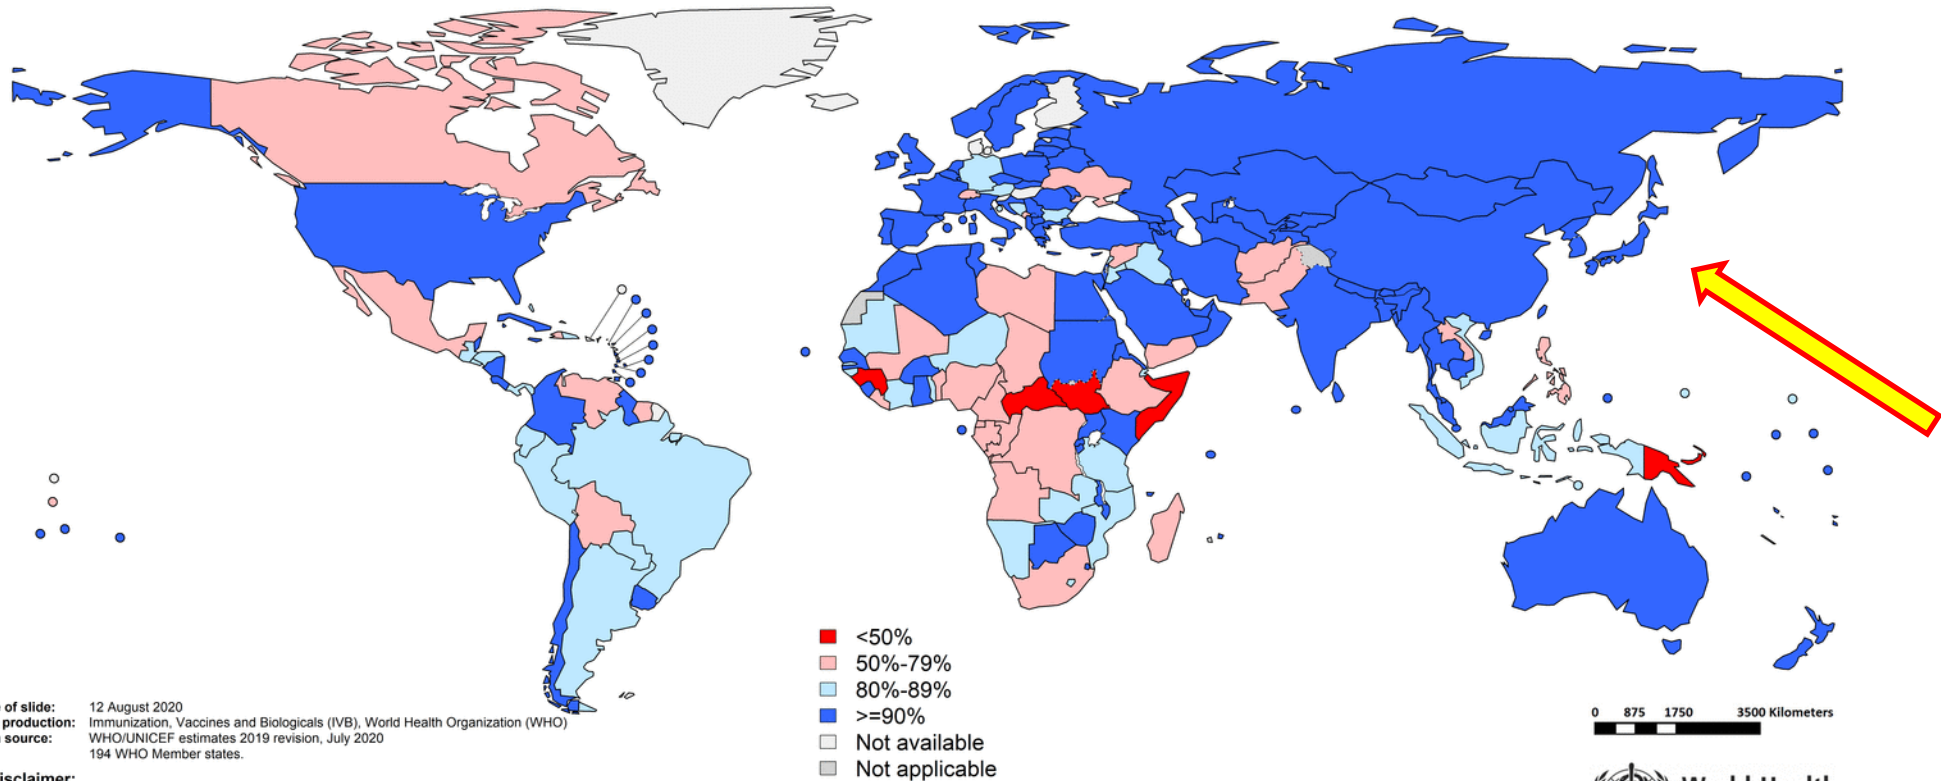 <50%
50%-79%
80%-89%
>=90%
Not available
Not applicable
e of slide: 12 August 2020
production: Immunization, Vaccines and Biologicals (IVB), World Health Organization (WHO)
source: WHO/UNICEF estimates 2019 revision, July 2020
194 WHO Member states.
isclaimer:
0 875 1750 3500 Kilometers